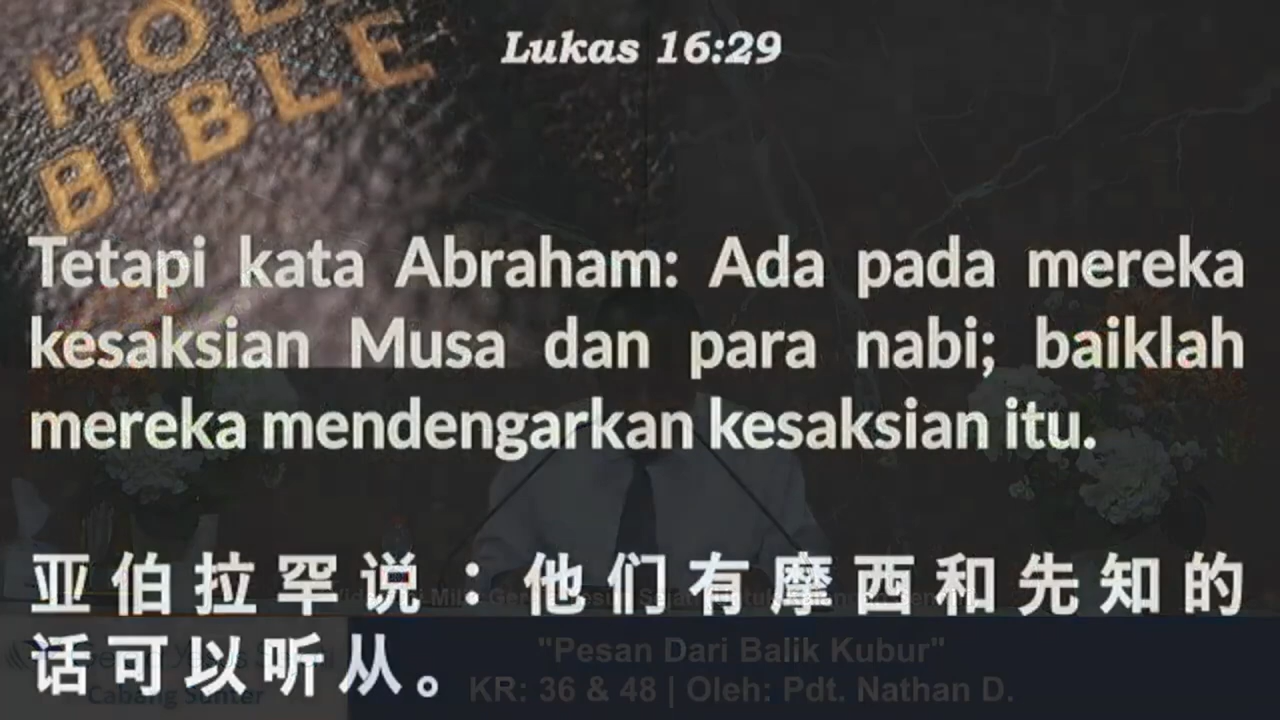 HOL
BIBLE
Lukas 16:29
Tetapi kata Abraham: Ada pada mereka
kesaksian Musa dan para nabi; baiklah
mereka mendengarkan kesaksian itu.
亚伯拉罕说：他们有摩西和先知的
话可以听从。
"Pesan Dari Balik Kubur"
Cabang Sunter
KR: 36 & 48 | Oleh: Pdt. Nathan D.